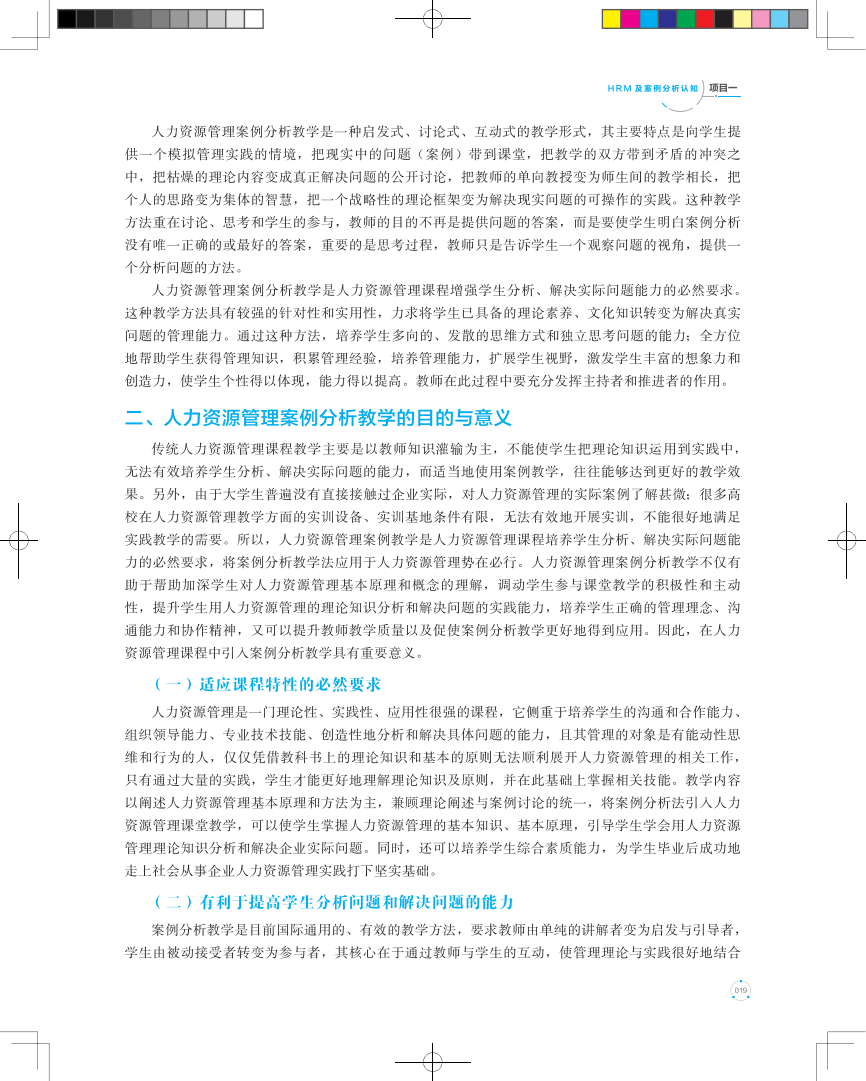 HRM 及案例分析认知 项目一
人力资源管理案例分析教学是一种启发式、讨论式、互动式的教学形式，其主要特点是向学生提
供一个模拟管理实践的情境，把现实中的问题（案例）带到课堂，把教学的双方带到矛盾的冲突之
中，把枯燥的理论内容变成真正解决问题的公开讨论，把教师的单向教授变为师生间的教学相长，把
个人的思路变为集体的智慧，把一个战略性的理论框架变为解决现实问题的可操作的实践。这种教学
方法重在讨论、思考和学生的参与，教师的目的不再是提供问题的答案，而是要使学生明白案例分析
没有唯一正确的或最好的答案，重要的是思考过程，教师只是告诉学生一个观察问题的视角，提供一
个分析问题的方法。
人力资源管理案例分析教学是人力资源管理课程增强学生分析、解决实际问题能力的必然要求。
这种教学方法具有较强的针对性和实用性，力求将学生已具备的理论素养、文化知识转变为解决真实
问题的管理能力。通过这种方法，培养学生多向的、发散的思维方式和独立思考问题的能力；全方位
地帮助学生获得管理知识，积累管理经验，培养管理能力，扩展学生视野，激发学生丰富的想象力和
创造力，使学生个性得以体现，能力得以提高。教师在此过程中要充分发挥主持者和推进者的作用。
二、人力资源管理案例分析教学的目的与意义
传统人力资源管理课程教学主要是以教师知识灌输为主，不能使学生把理论知识运用到实践中，
无法有效培养学生分析、解决实际问题的能力，而适当地使用案例教学，往往能够达到更好的教学效
果。另外，由于大学生普遍没有直接接触过企业实际，对人力资源管理的实际案例了解甚微；很多高
校在人力资源管理教学方面的实训设备、实训基地条件有限，无法有效地开展实训，不能很好地满足
实践教学的需要。所以，人力资源管理案例教学是人力资源管理课程培养学生分析、解决实际问题能
力的必然要求，将案例分析教学法应用于人力资源管理势在必行。人力资源管理案例分析教学不仅有
助于帮助加深学生对人力资源管理基本原理和概念的理解，调动学生参与课堂教学的积极性和主动
性，提升学生用人力资源管理的理论知识分析和解决问题的实践能力，培养学生正确的管理理念、沟
通能力和协作精神，又可以提升教师教学质量以及促使案例分析教学更好地得到应用。因此，在人力
资源管理课程中引入案例分析教学具有重要意义。
（一）适应课程特性的必然要求
人力资源管理是一门理论性、实践性、应用性很强的课程，它侧重于培养学生的沟通和合作能力、
组织领导能力、专业技术技能、创造性地分析和解决具体问题的能力，且其管理的对象是有能动性思
维和行为的人，仅仅凭借教科书上的理论知识和基本的原则无法顺利展开人力资源管理的相关工作，
只有通过大量的实践，学生才能更好地理解理论知识及原则，并在此基础上掌握相关技能。教学内容
以阐述人力资源管理基本原理和方法为主，兼顾理论阐述与案例讨论的统一，将案例分析法引入人力
资源管理课堂教学，可以使学生掌握人力资源管理的基本知识、基本原理，引导学生学会用人力资源
管理理论知识分析和解决企业实际问题。同时，还可以培养学生综合素质能力，为学生毕业后成功地
走上社会从事企业人力资源管理实践打下坚实基础。
（二）有利于提高学生分析问题和解决问题的能力
案例分析教学是目前国际通用的、有效的教学方法，要求教师由单纯的讲解者变为启发与引导者，
学生由被动接受者转变为参与者，其核心在于通过教师与学生的互动，使管理理论与实践很好地结合
019